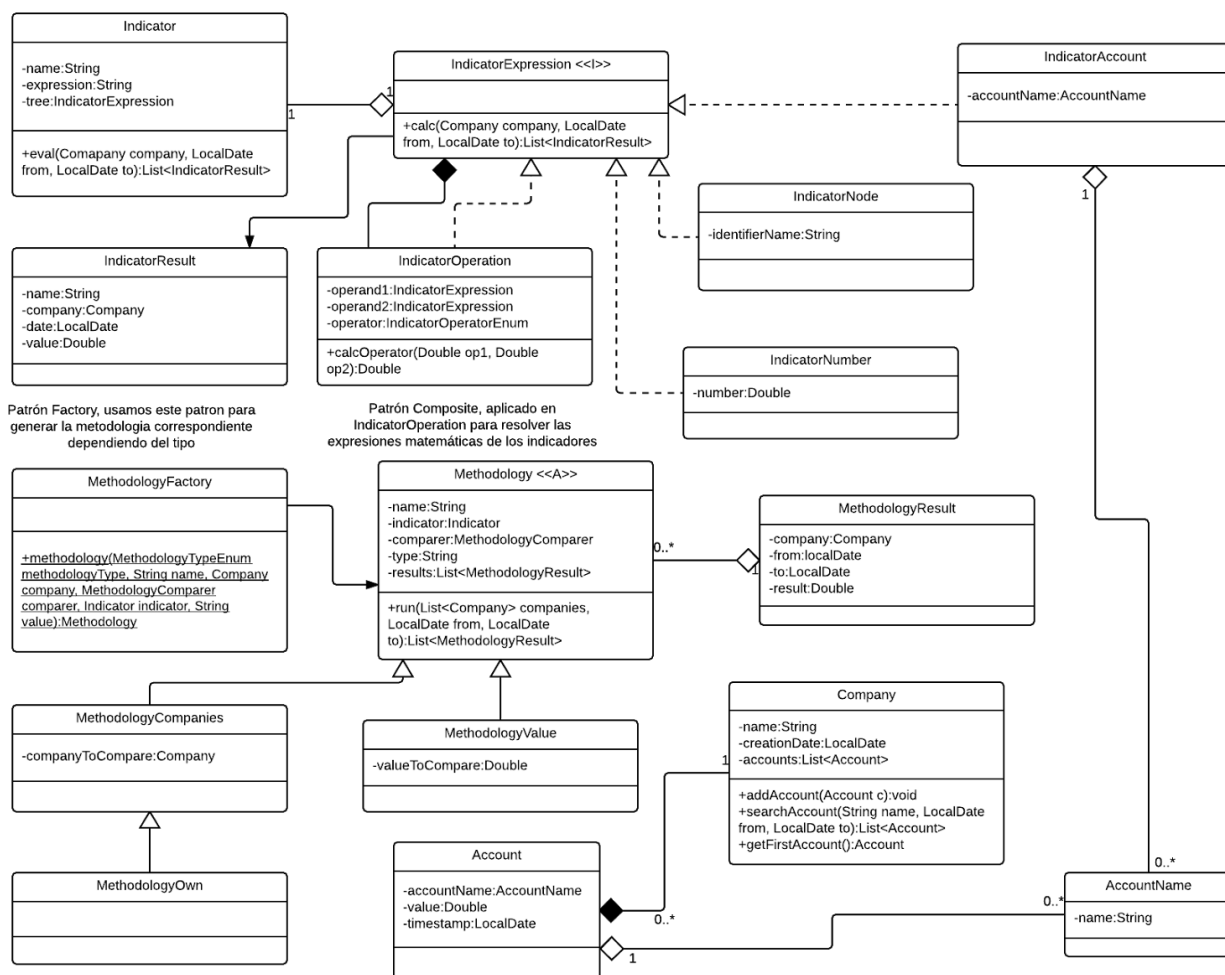 Indicator
-name:String
-expression:String
-tree:IndicatorExpression
+eval(Comapany company, LocalDate
from, LocalDate to):List<IndicatorResult>
1
1
IndicatorExpression <<I>>
+calc(Company company, LocalDate
from, LocalDate to):List<IndicatorResult>
IndicatorAccount
-accountName:AccountName
1
IndicatorNode
-identifierName:String
IndicatorResult
-name:String
-company:Company
-date:LocalDate
-value:Double
IndicatorOperation
-operand1:IndicatorExpression
-operand2:IndicatorExpression
-operator:IndicatorOperatorEnum
+calcOperator(Double op1, Double
op2):Double
IndicatorNumber
-number:Double
Patrón Factory, usamos este patron para
generar la metodologia correspondiente
dependiendo del tipo
Patrón Composite, aplicado en
IndicatorOperation para resolver las
expresiones matemáticas de los indicadores
MethodologyFactory
+methodology(MethodologyTypeEnum
methodologyType, String name, Company
company, MethodologyComparer
comparer, Indicator indicator, String
value):Methodology
Methodology <<A>>
-name:String
-indicator:Indicator
-comparer:MethodologyComparer
-type:String
-results:List<MethodologyResult>
+run(List<Company> companies,
LocalDate from, LocalDate
to):List<MethodologyResult>
0..*
1
MethodologyResult
-company:Company
-from:localDate
-to:LocalDate
-result:Double
MethodologyCompanies
-companyToCompare:Company
MethodologyValue
-valueToCompare:Double
Company
-name:String
-creationDate:LocalDate
-accounts:List<Account>
+addAccount(Account c):void
+searchAccount(String name, LocalDate
from, LocalDate to):List<Account>
+getFirstAccount():Account
1
MethodologyOwn
Account
-accountName:AccountName
-value:Double
-timestamp:LocalDate
0..*
1
0..*
0..*
AccountName
-name:String